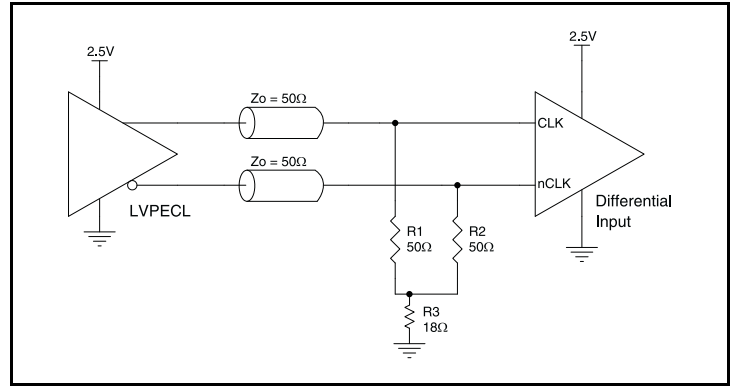 2.5V
2.5V
Zo = 50Ω
CLK
Zo = 50Ω
nCLK
LVPECL
Differential
Input
R1
50Ω
R2
50Ω
R3
18Ω